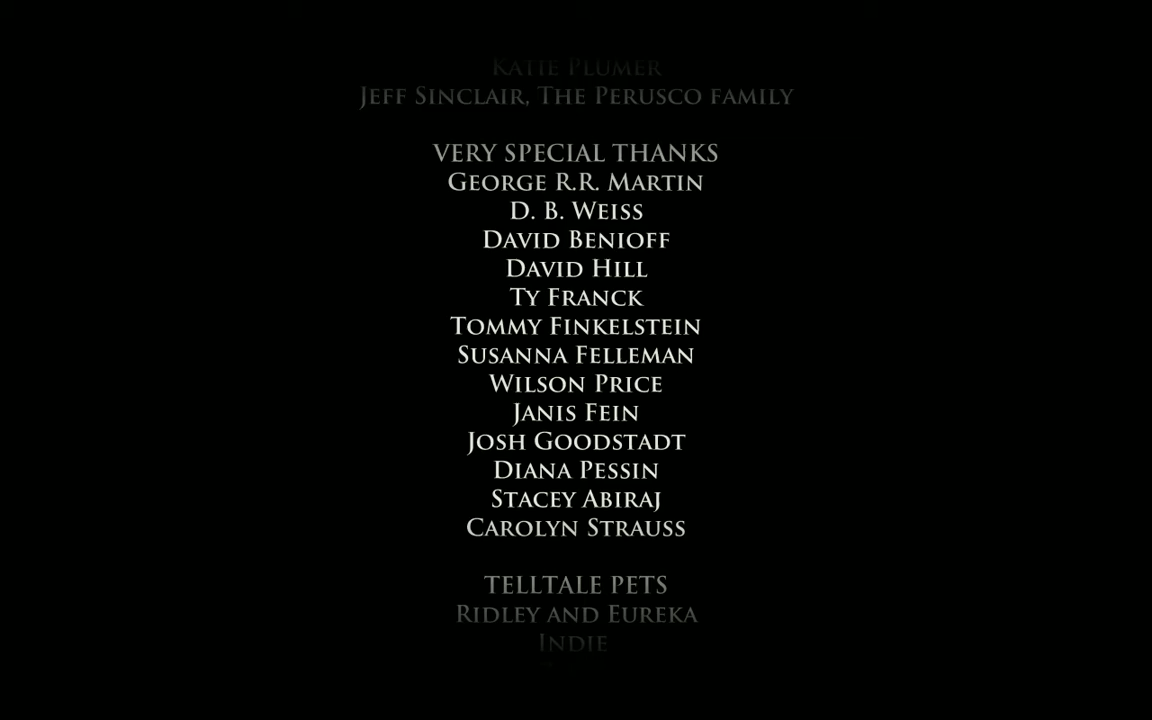 Katie Plumer
Jeff Sinclair, The Perusco family
VERY SPECIAL THANKS
George R.R. Martin
D. B. Weiss
David Benioff
David Hill
Ty Franck
Tommy Finkelstein
Susanna Felleman
Wilson Price
Janis Fein
Josh Goodstadt
Diana Pessin
Stacey Abiraj
Carolyn Strauss
TELLTALE PETS
Ridley and Eureka
Indie